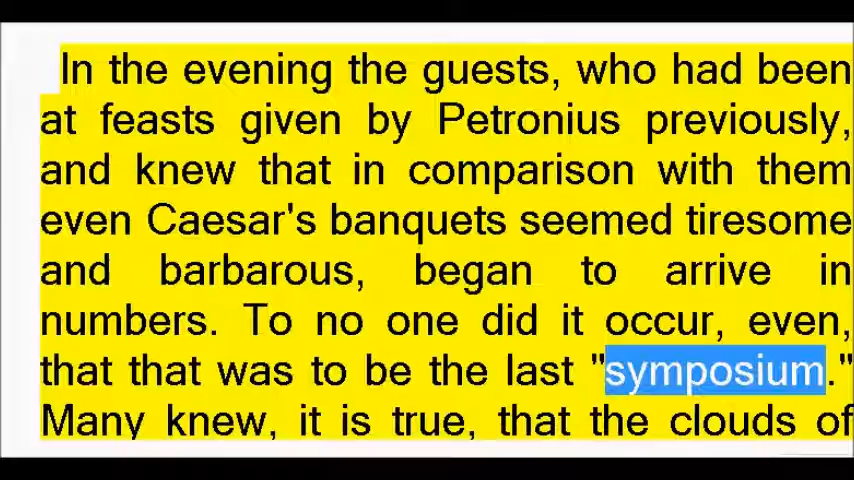 In the evening the guests, who had been
at feasts given by Petronius previously,
and knew that in comparison with them
even Caesar's banquets seemed tiresome
and barbarous, began to arrive in
numbers. To no one did it occur, even,
that that was to be the last "symposium."
Many knew, it is true, that the clouds of